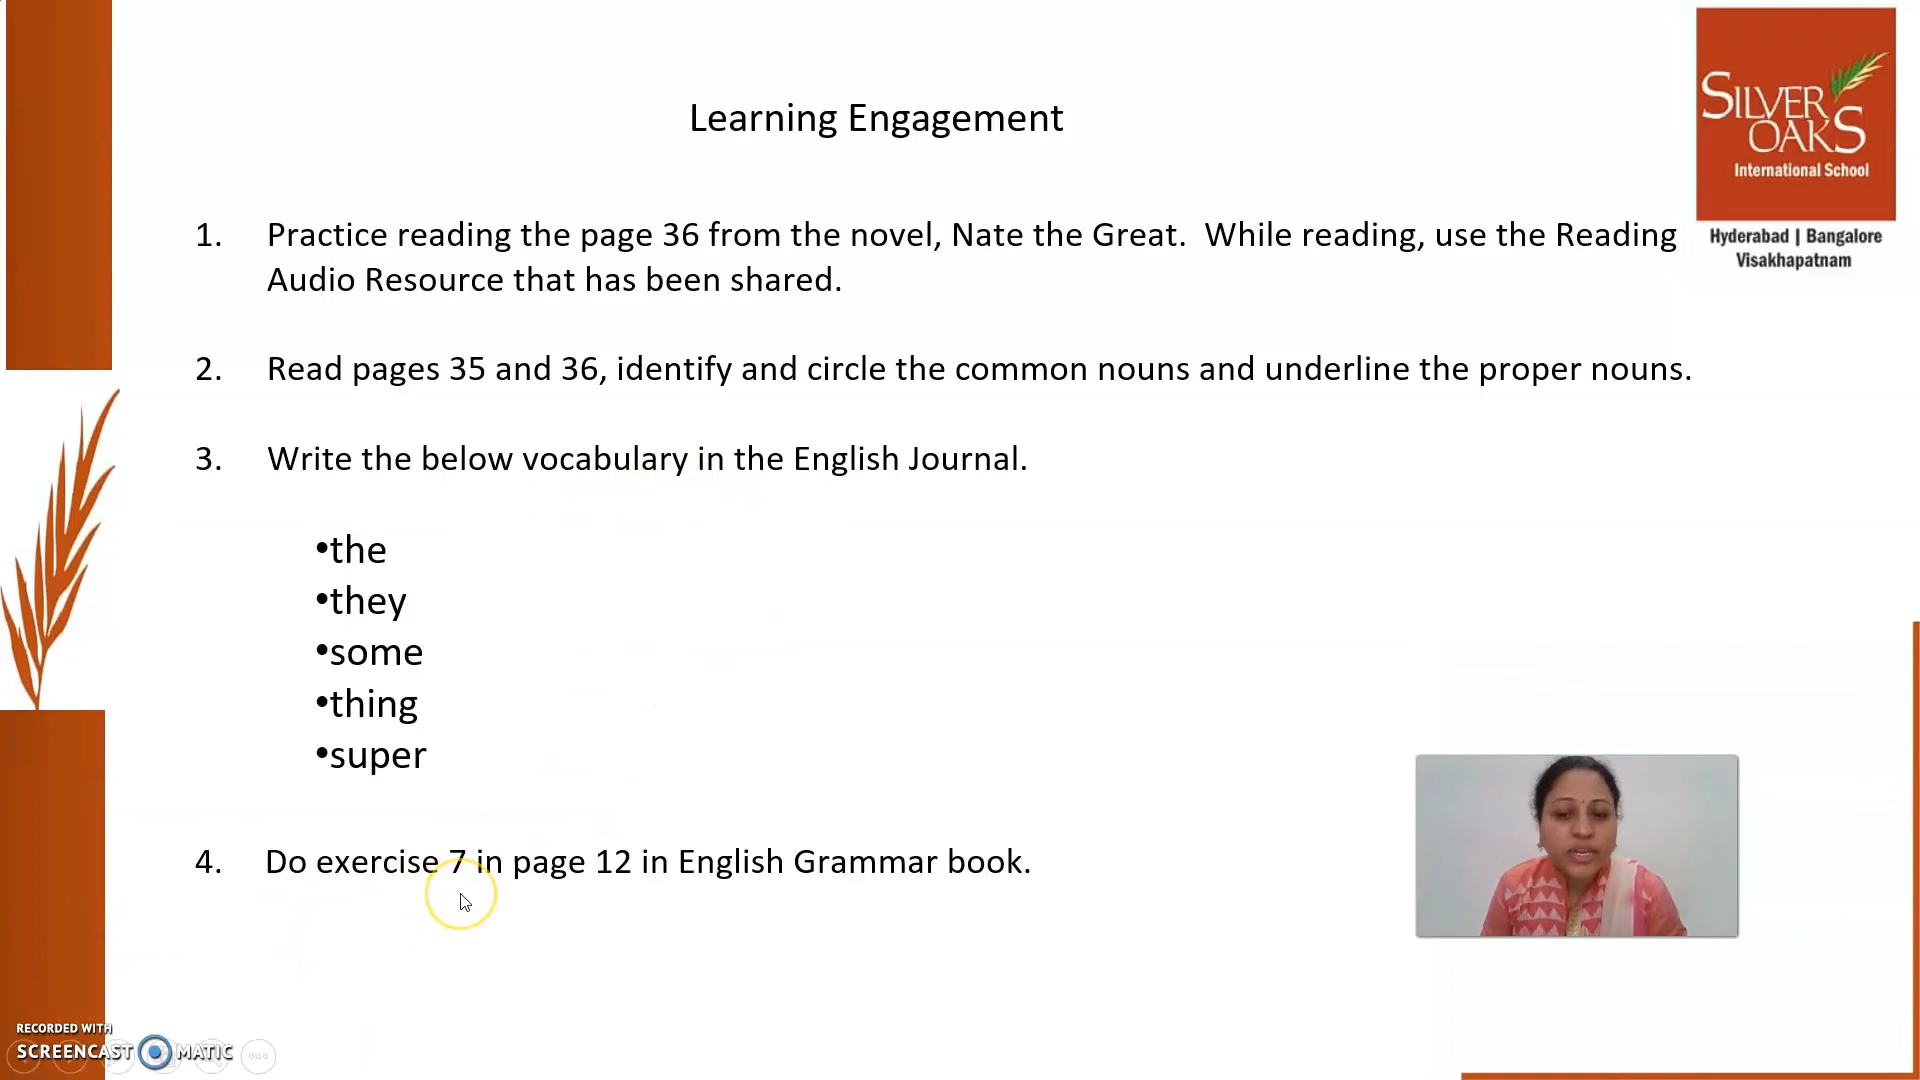 Learning Engagement
SILVER
OAKS
International School
Hyderabad | Bangalore
Visakhapatnam
1. Practice reading the page 36 from the novel, Nate the Great. While reading, use the Reading
Audio Resource that has been shared.
2. Read pages 35 and 36, identify and circle the common nouns and underline the proper nouns.
3. Write the below vocabulary in the English Journal.
•the
•they
•some
•thing
•super
4. Do exercise 7 in page 12 in English Grammar book.
RECORDED WITH
SCREENCAST MATIC